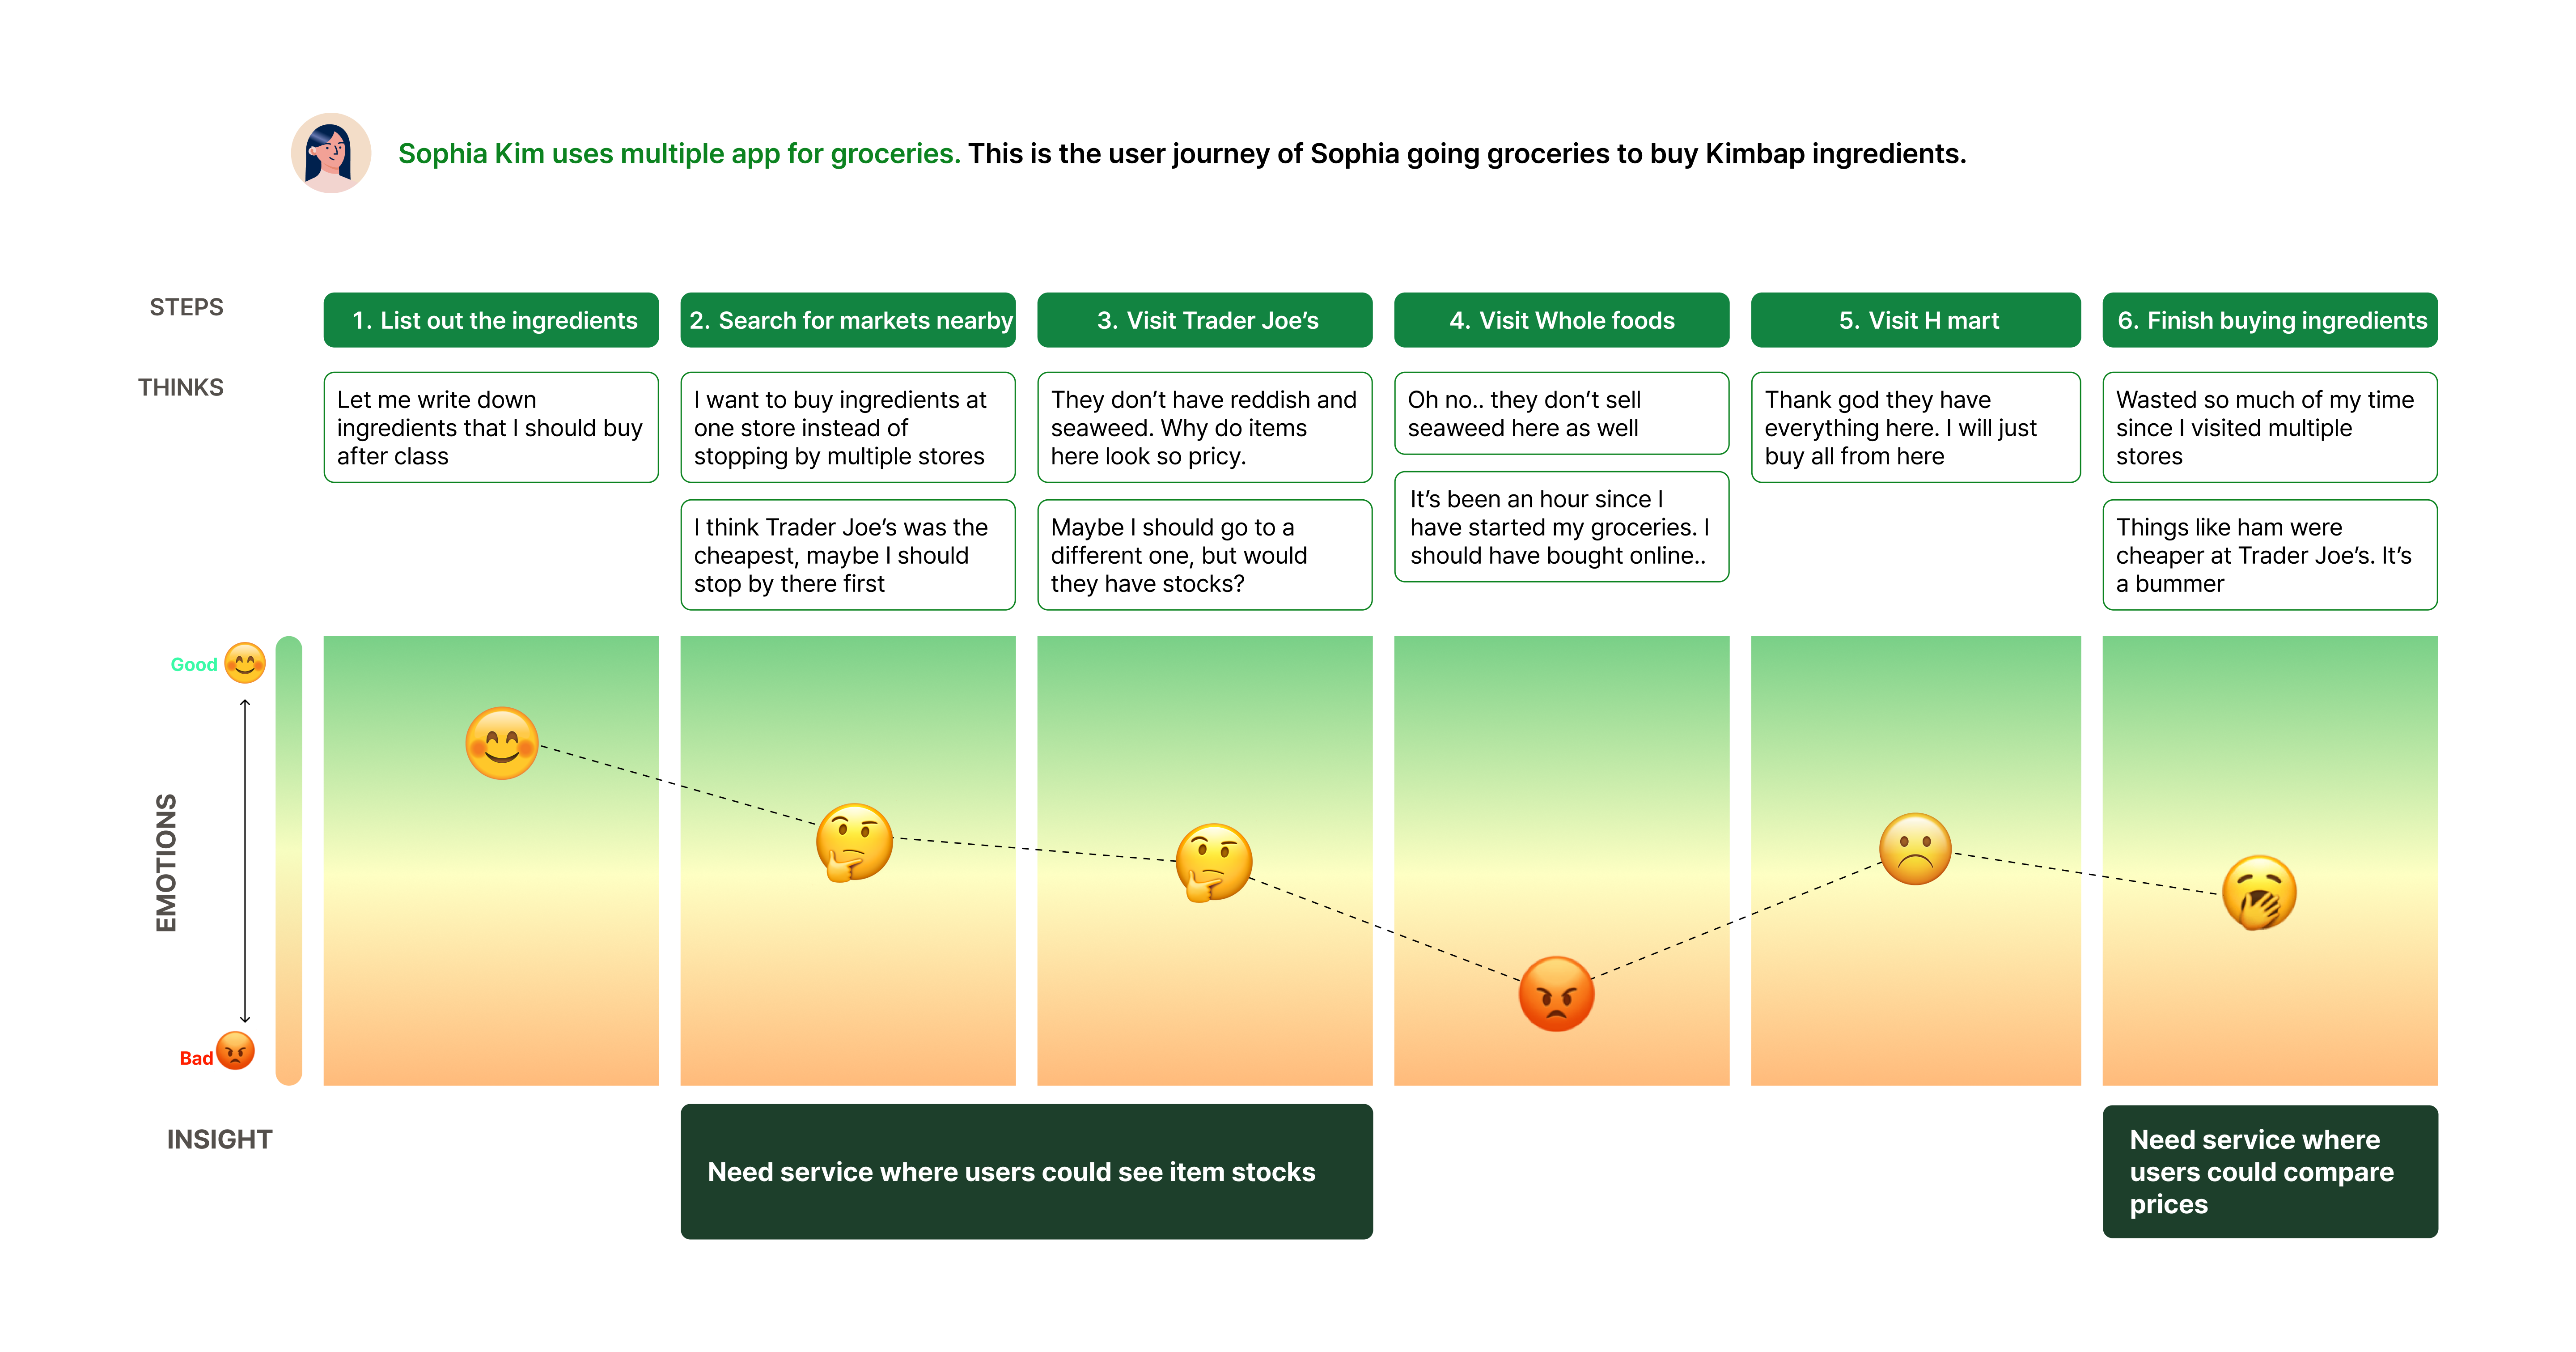 Sophia Kim uses multiple app for groceries. This is the user journey of Sophia going groceries to buy Kimbap ingredients.
STEPS
1. List out the ingredients
2. Search for markets nearby
3. Visit Trader Joe’s
4. Visit Whole foods
5. Visit H mart
6. Finish buying ingredients
THINKS
Let me write down
ingredients that I should buy
after class
I want to buy ingredients at
one store instead of
stopping by multiple stores
I think Trader Joe’s was the
cheapest, maybe I should
stop by there first
They don’t have reddish and
seaweed. Why do items
here look so pricy.
Maybe I should go to a
different one, but would
they have stocks?
Oh no.. they don’t sell
seaweed here as well
It’s been an hour since I
have started my groceries. I
should have bought online..
Thank god they have
everything here. I will just
buy all from here
Wasted so much of my time
since I visited multiple
stores
Things like ham were
cheaper at Trader Joe’s. It’s
a bummer
EMOTIONS
Good
Bad
INSIGHT
Need service where users could see item stocks
Need service where
users could compare
prices